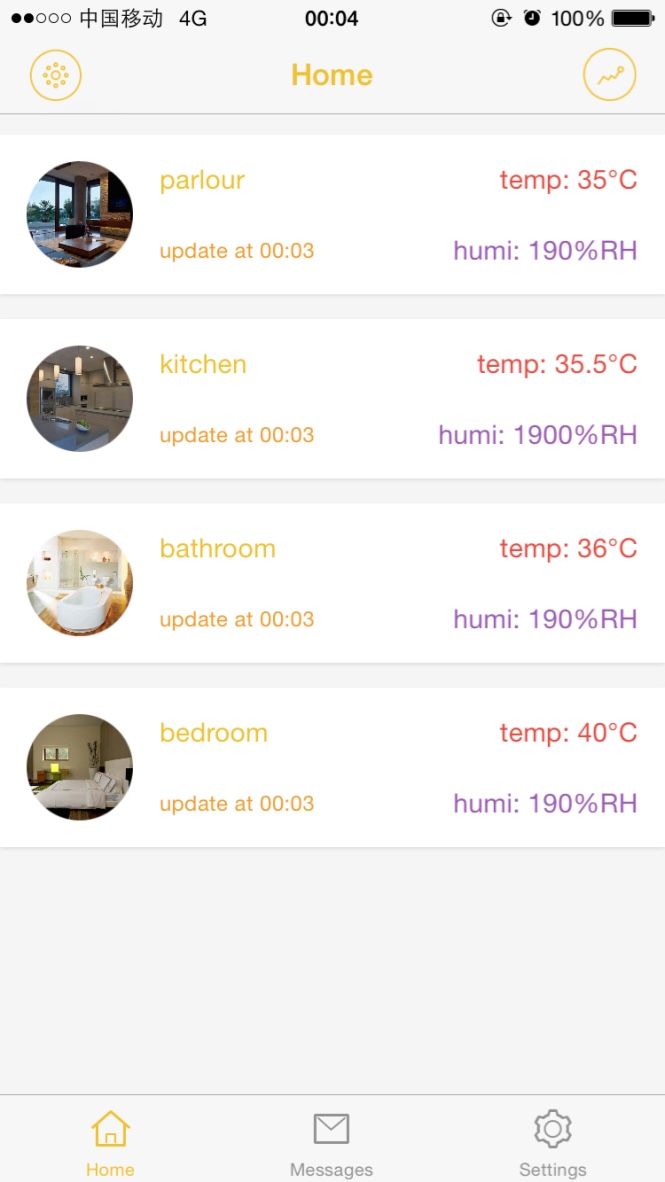 中国移动 4G 00:04 100%
Home
parlour temp: 35°C
update at 00:03 humi: 190%RH
kitchen temp: 35.5°C
update at 00:03 humi: 1900%RH
bathroom temp: 36°C
update at 00:03 humi: 190%RH
bedroom temp: 40°C
update at 00:03 humi: 190%RH
Home Messages Settings